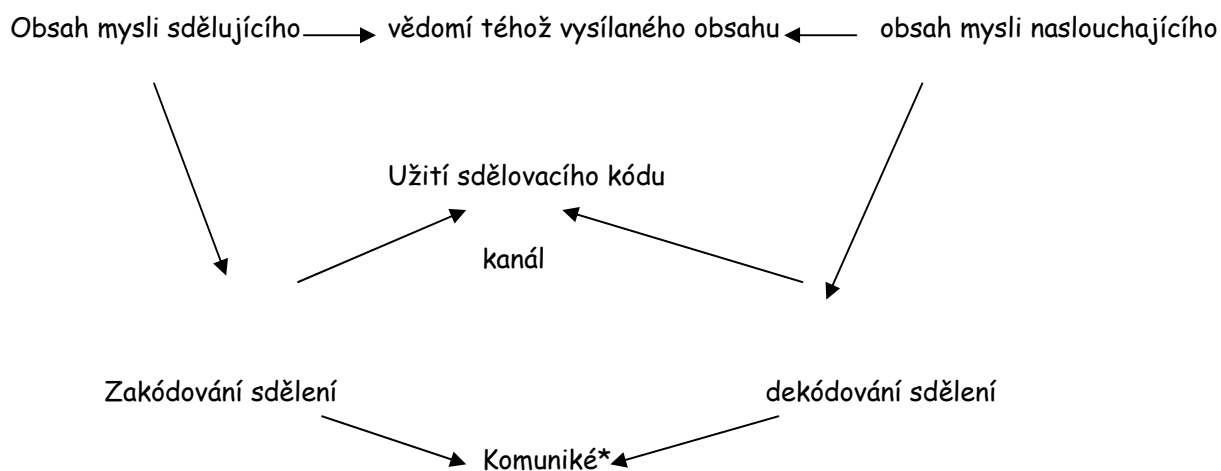 Obsah mysli sdělujícího vědomí téhož vysílaného obsahu obsah mysli naslouchajícího
Užití sdělovacího kódu
kanál
Zakódování sdělení dekódování sdělení
Komuniké*